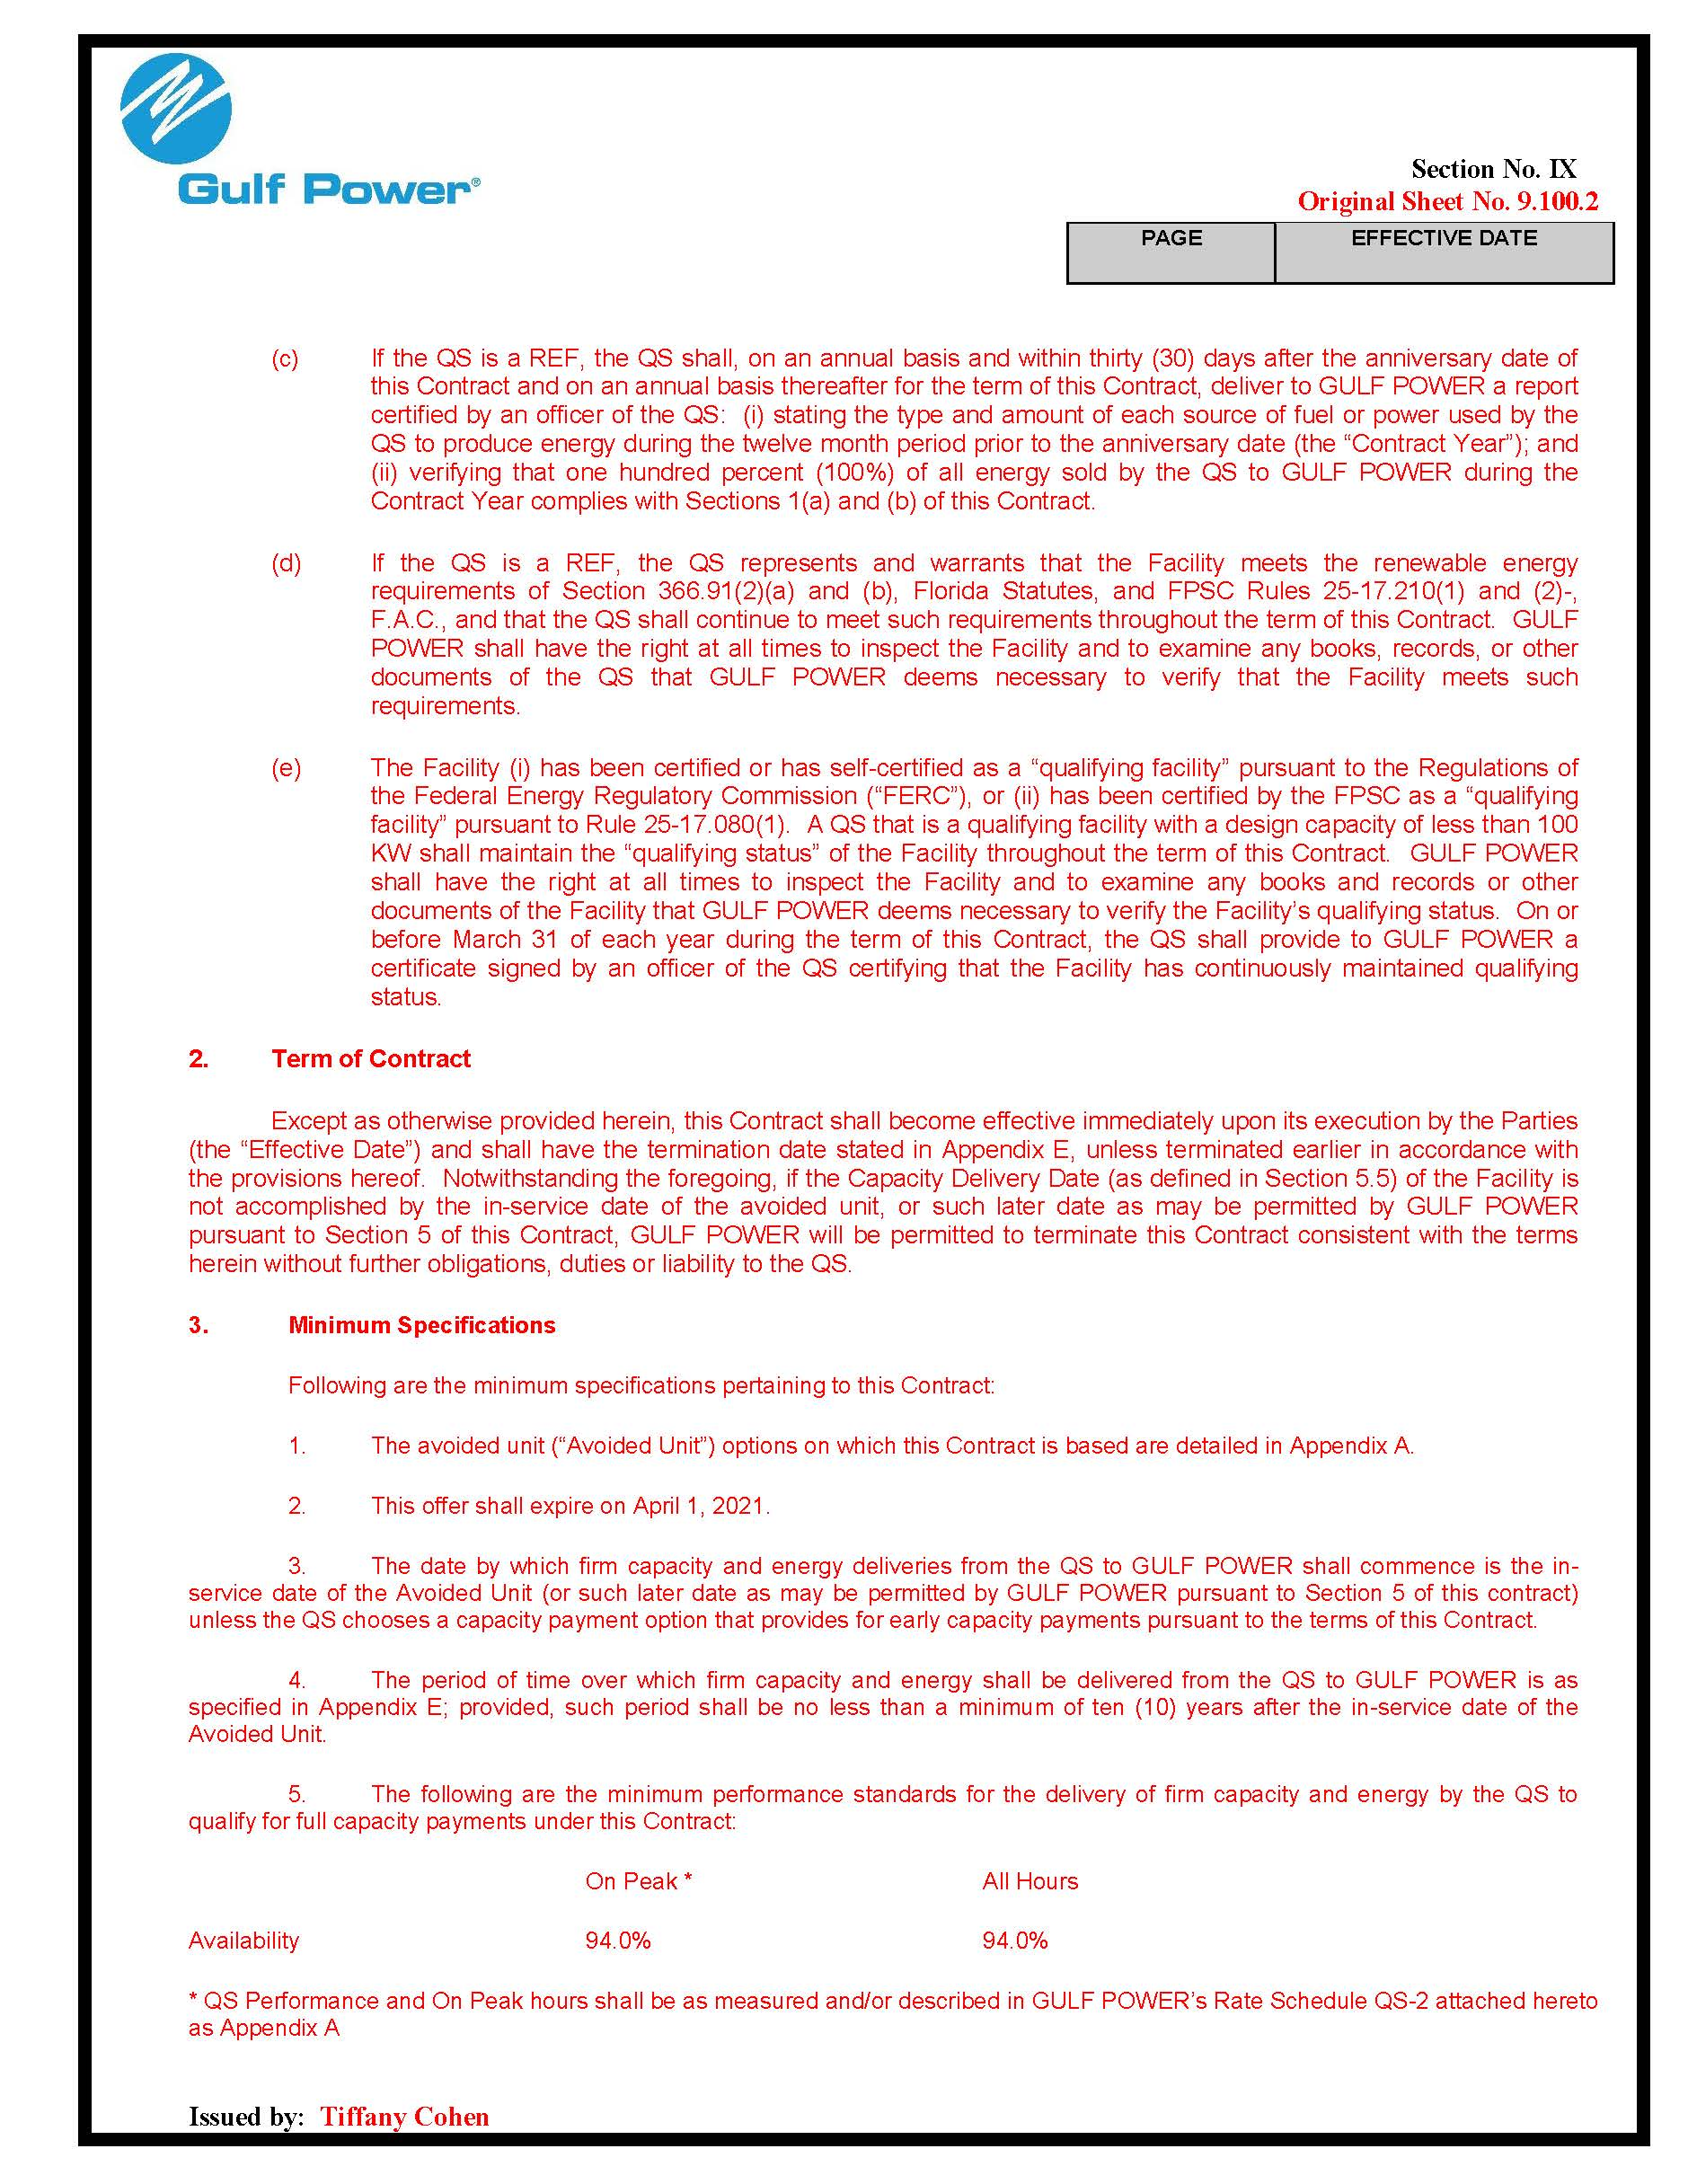 Gulf Power®
Section No. IX
Original Sheet No. 9.100.2
PAGE EFFECTIVE DATE
(c) If the QS is a REF, the QS shall, on an annual basis and within thirty (30) days after the anniversary date of
this Contract and on an annual basis thereafter for the term of this Contract, deliver to GULF POWER a report
certified by an officer of the QS: (i) stating the type and amount of each source of fuel or power used by the
QS to produce energy during the twelve month period prior to the anniversary date (the “Contract Year”); and
(ii) verifying that one hundred percent (100%) of all energy sold by the QS to GULF POWER during the
Contract Year complies with Sections 1(a) and (b) of this Contract.
(d) If the QS is a REF, the QS represents and warrants that the Facility meets the renewable energy
requirements of Section 366.91(2)(a) and (b), Florida Statutes, and FPSC Rules 25-17.210(1) and (2)-,
F.A.C., and that the QS shall continue to meet such requirements throughout the term of this Contract. GULF
POWER shall have the right at all times to inspect the Facility and to examine any books, records, or other
documents of the QS that GULF POWER deems necessary to verify that the Facility meets such
requirements.
(e) The Facility (i) has been certified or has self-certified as a “qualifying facility” pursuant to the Regulations of
the Federal Energy Regulatory Commission (“FERC”), or (ii) has been certified by the FPSC as a “qualifying
facility” pursuant to Rule 25-17.080(1). A QS that is a qualifying facility with a design capacity of less than 100
KW shall maintain the “qualifying status” of the Facility throughout the term of this Contract. GULF POWER
shall have the right at all times to inspect the Facility and to examine any books and records or other
documents of the Facility that GULF POWER deems necessary to verify the Facility’s qualifying status. On or
before March 31 of each year during the term of this Contract, the QS shall provide to GULF POWER a
certificate signed by an officer of the QS certifying that the Facility has continuously maintained qualifying
status.
2. Term of Contract
Except as otherwise provided herein, this Contract shall become effective immediately upon its execution by the Parties
(the “Effective Date”) and shall have the termination date stated in Appendix E, unless terminated earlier in accordance with
the provisions hereof. Notwithstanding the foregoing, if the Capacity Delivery Date (as defined in Section 5.5) of the Facility is
not accomplished by the in-service date of the avoided unit, or such later date as may be permitted by GULF POWER
pursuant to Section 5 of this Contract, GULF POWER will be permitted to terminate this Contract consistent with the terms
herein without further obligations, duties or liability to the QS.
3. Minimum Specifications
Following are the minimum specifications pertaining to this Contract:
1. The avoided unit (“Avoided Unit”) options on which this Contract is based are detailed in Appendix A.
2. This offer shall expire on April 1, 2021.
3. The date by which firm capacity and energy deliveries from the QS to GULF POWER shall commence is the in-
service date of the Avoided Unit (or such later date as may be permitted by GULF POWER pursuant to Section 5 of this contract)
unless the QS chooses a capacity payment option that provides for early capacity payments pursuant to the terms of this Contract.
4. The period of time over which firm capacity and energy shall be delivered from the QS to GULF POWER is as
specified in Appendix E; provided, such period shall be no less than a minimum of ten (10) years after the in-service date of the
Avoided Unit.
5. The following are the minimum performance standards for the delivery of firm capacity and energy by the QS to
qualify for full capacity payments under this Contract:
On Peak * All Hours
Availability 94.0% 94.0%
* QS Performance and On Peak hours shall be as measured and/or described in GULF POWER’s Rate Schedule QS-2 attached hereto
as Appendix A
Issued by: Tiffany Cohen